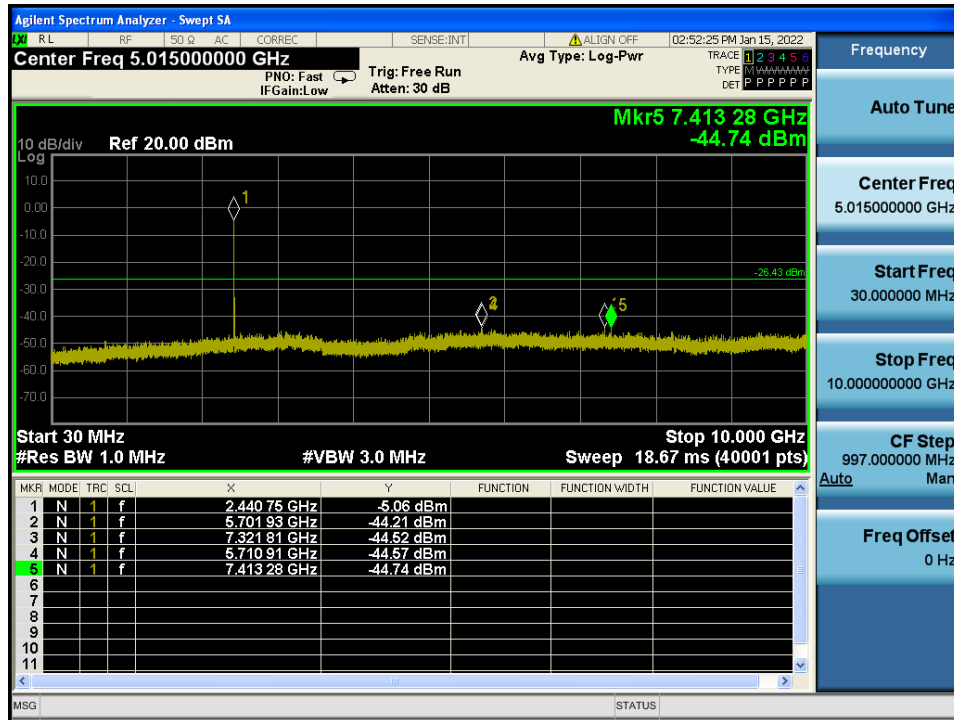 Agilent Spectrum Analyzer - Swept SA
LXI RL RF 50 Ω AC CORREC SENSE:INT ALIGN OFF 02:52:25 PM Jan 15, 2022
Center Freq 5.015000000 GHz
PNO: Fast
IFGain:Low
Trig: Free Run
Atten: 30 dB
Avg Type: Log-Pwr
TRACE 1 2 3 4 5 6
TYPE M
DET P P P P P P
Mkr5 7.413 28 GHz
-44.74 dBm
10 dB/div Ref 20.00 dBm
Log
10.0
0.00
-10.0
-20.0
-30.0
-40.0
-50.0
-60.0
-70.0
1
-26.43 dBm
5
Start 30 MHz Stop 10.000 GHz
#Res BW 1.0 MHz #VBW 3.0 MHz Sweep 18.67 ms (40001 pts)
MKR MODE TRC SCL X Y FUNCTION FUNCTION WIDTH FUNCTION VALUE
1 N 1 f 2.440 75 GHz -5.06 dBm
2 N 1 f 5.701 93 GHz -44.21 dBm
3 N 1 f 7.321 81 GHz -44.52 dBm
4 N 1 f 5.710 91 GHz -44.57 dBm
5 N 1 f 7.413 28 GHz -44.74 dBm
6
7
8
9
10
11
MSG STATUS
Frequency
Auto Tune
Center Freq
5.015000000 GHz
Start Freq
30.000000 MHz
Stop Freq
10.000000000 GHz
CF Step
997.000000 MHz
Auto Man
Freq Offset
0 Hz